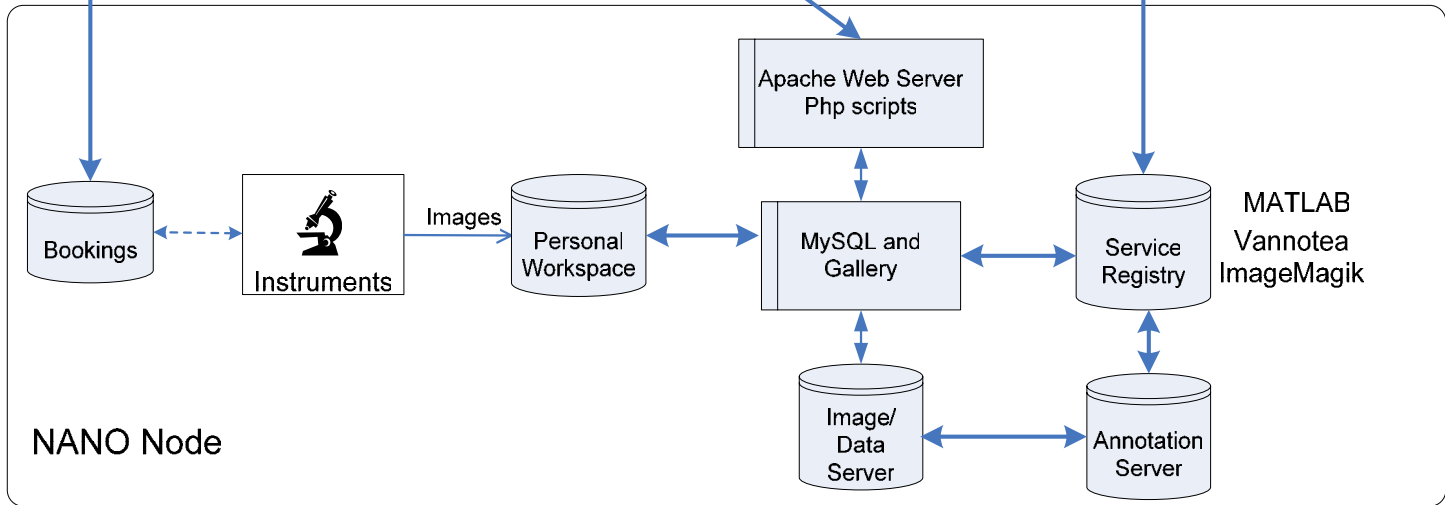 Apache Web Server
Php scripts
Bookings
Instruments
Images
Personal
Workspace
MySQL and
Gallery
Service
Registry
MATLAB
Vannotea
ImageMagik
Image/
Data
Server
Annotation
Server
NANO Node